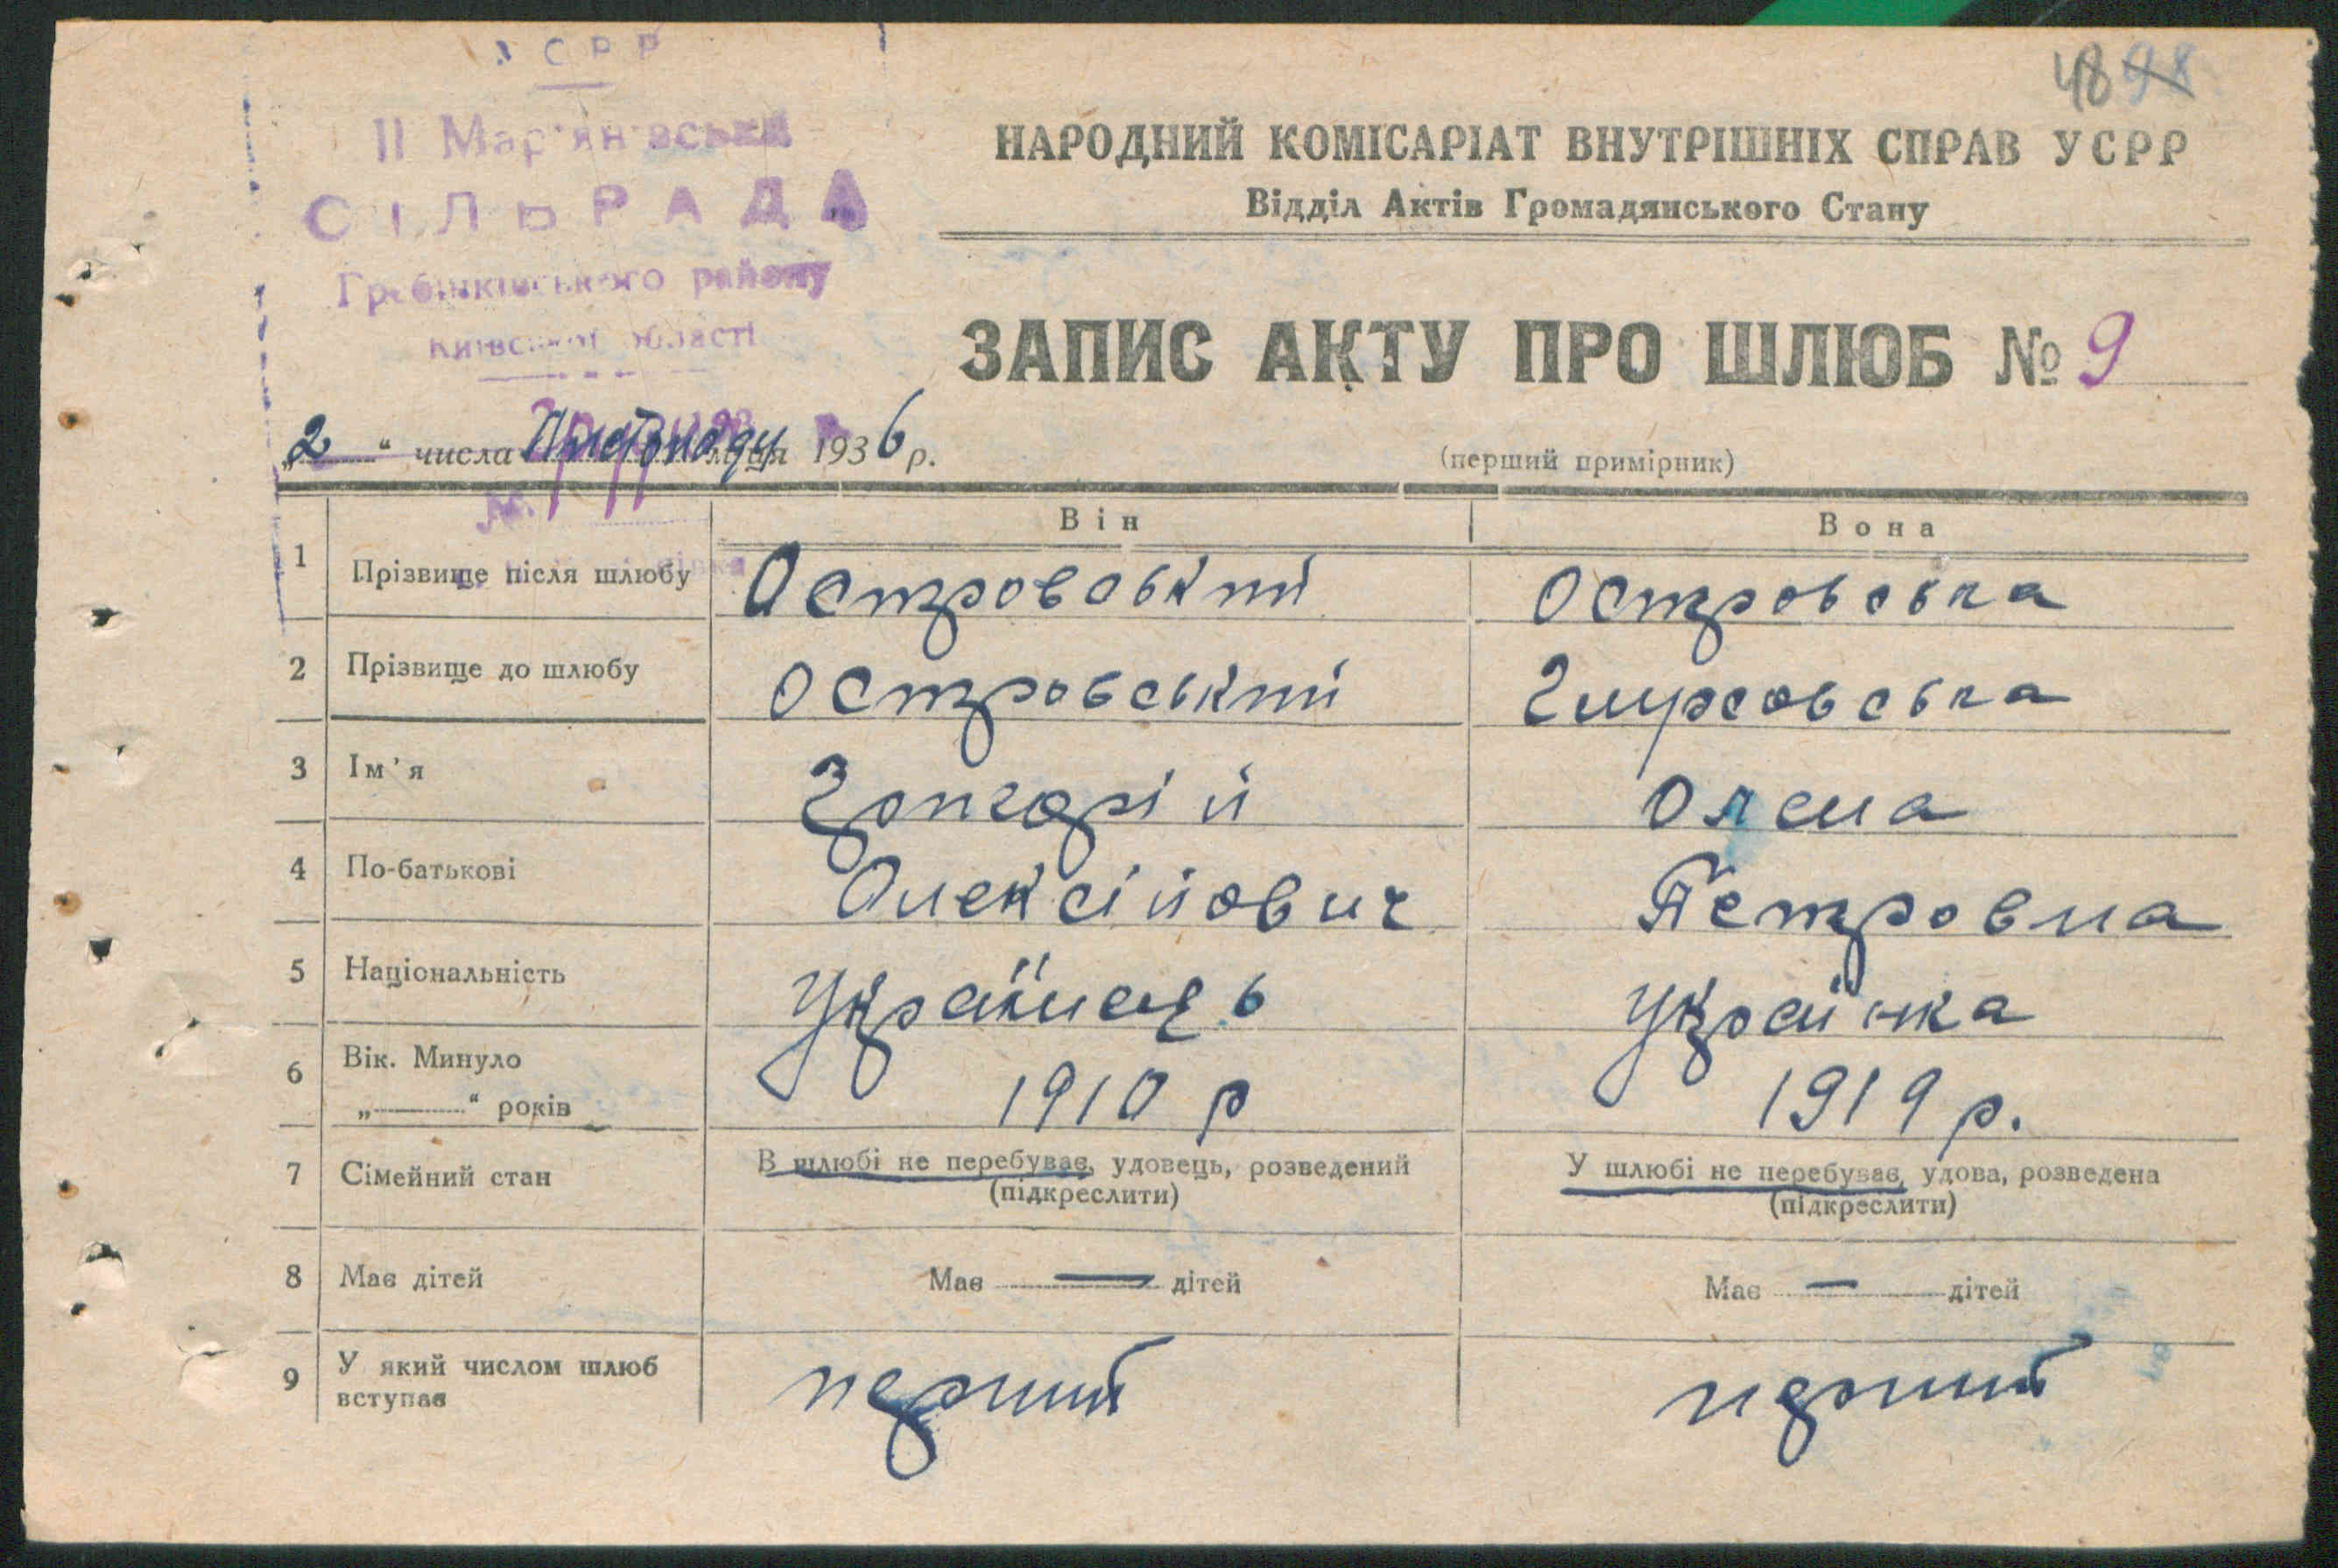 УСРР
48 98
II Мар'янівська
СІЛЬРАДА
Гребінківського району
Київської області
НАРОДНИЙ КОМІСАРІАТ ВНУТРІШНІХ СПРАВ УСРР
Відділ Актів Громадянського Стану
ЗАПИС АКТУ ПРО ШЛЮБ № 9
„2“ числа Листопаду м-ця 1936 р.
(перший примірник)
Він Вона
1 Прізвище після шлюбу Островський Островська
2 Прізвище до шлюбу Островський
3 Ім'я Григорій Олена
4 По-батькові Олексійович Петровна
5 Національність Українець Українка
6 Вік. Минуло
„———“ років 1910 р 1919 р.
7 Сімейний стан В шлюбі не перебуває, удовець, розведений У шлюбі не перебуває, удова, розведена
(підкреслити) (підкреслити)
8 Має дітей Має — дітей Має — дітей
9 У який числом шлюб
вступає перший перший